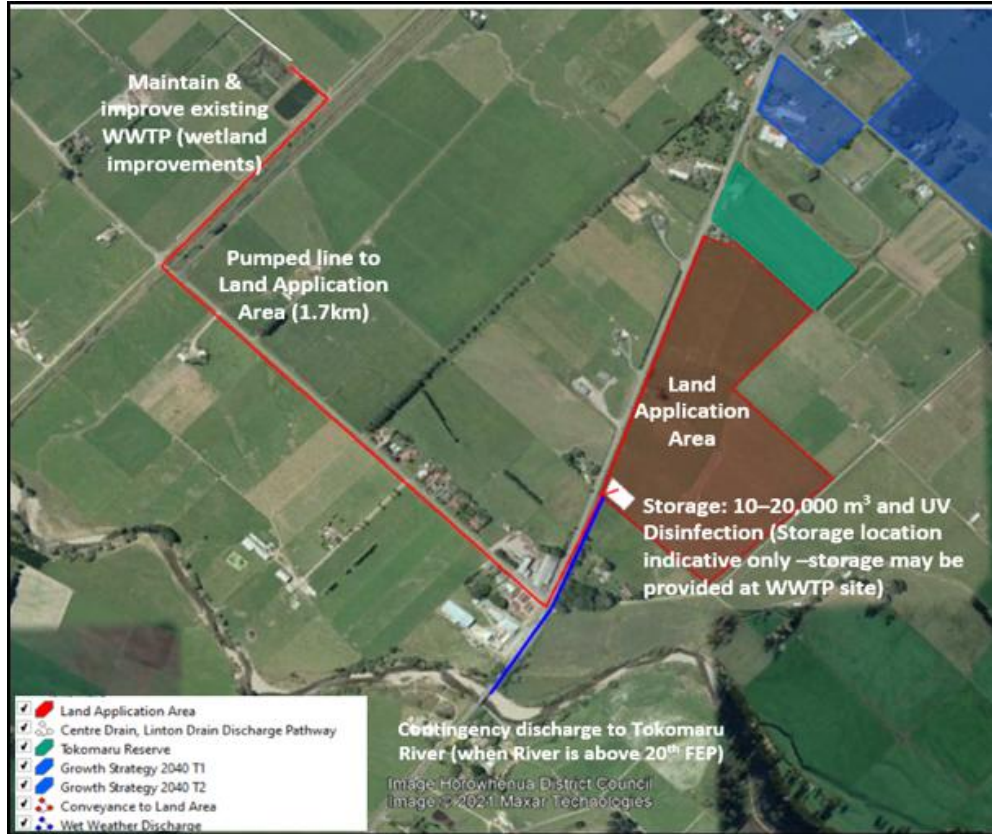 Maintain &
improve existing
WWTP (wetland
improvements)
Pumped line to
Land Application
Area (1.7km)
Land
Application
Area
Storage: 10–20,000 m³ and UV
Disinfection (Storage location
indicative only –storage may be
provided at WWTP site)
Contingency discharge to Tokomaru
River (when River is above 20th FEP)
Image Horowhenua District Council
Image © 2021 Maxar Technologies
Land Application Area
Centre Drain, Linton Drain Discharge Pathway
Tokomaru Reserve
Growth Strategy 2040 T1
Growth Strategy 2040 T2
Conveyance to Land Area
Wet Weather Discharge